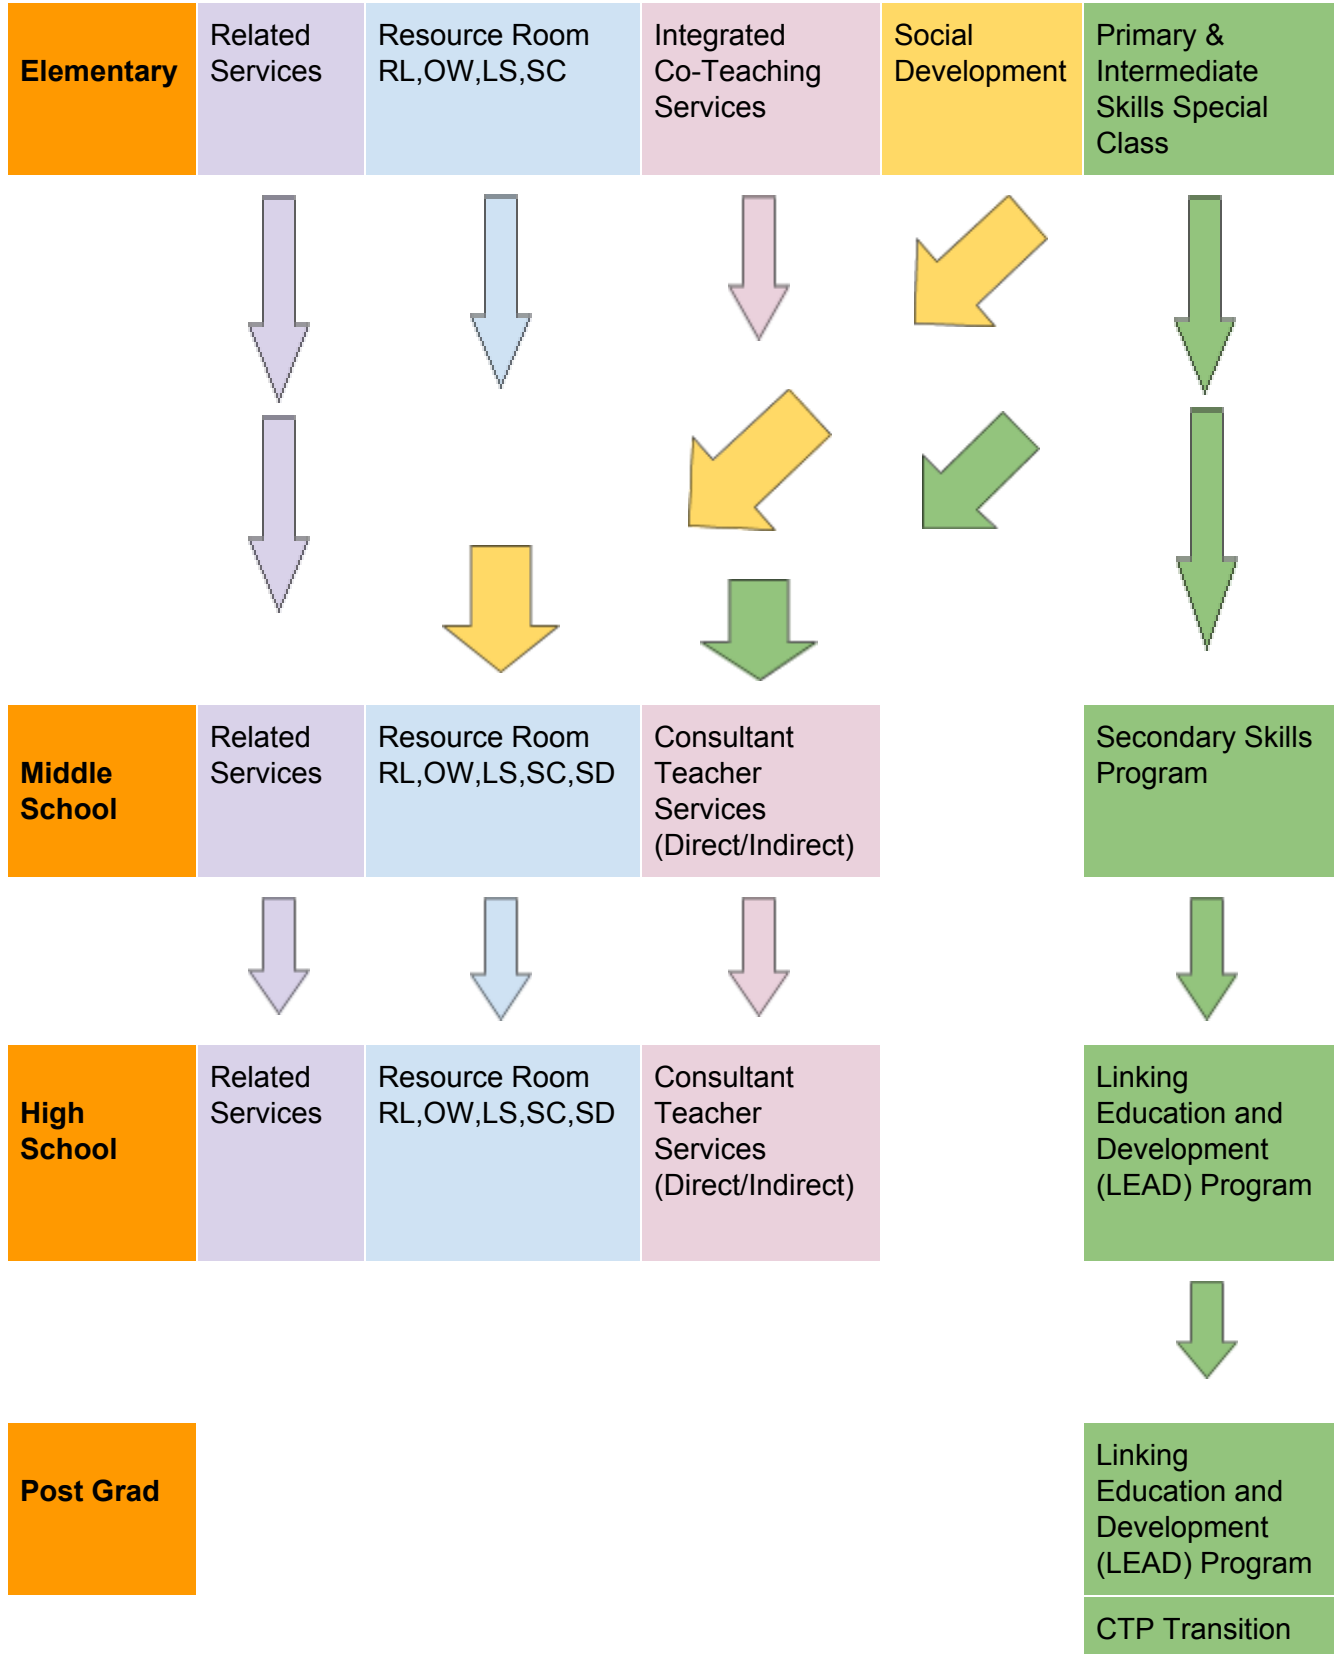 Elementary
Related
Services
Resource Room
RL,OW,LS,SC
Integrated
Co-Teaching
Services
Social
Development
Primary &
Intermediate
Skills Special
Class
Middle
School
Related
Services
Resource Room
RL,OW,LS,SC,SD
Consultant
Teacher
Services
(Direct/Indirect)
Secondary Skills
Program
High
School
Related
Services
Resource Room
RL,OW,LS,SC,SD
Consultant
Teacher
Services
(Direct/Indirect)
Linking
Education and
Development
(LEAD) Program
Post Grad
Linking
Education and
Development
(LEAD) Program
CTP Transition